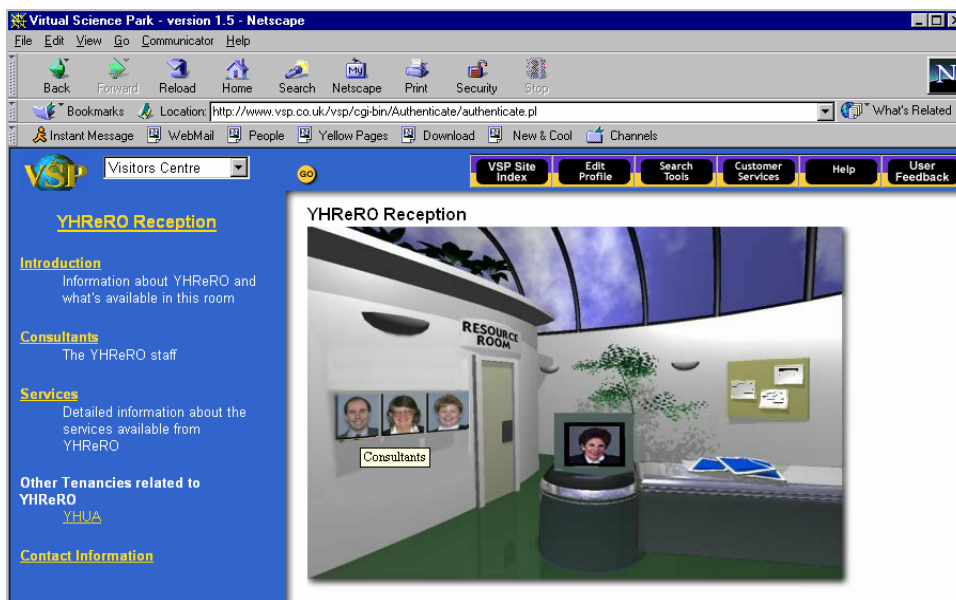 Virtual Science Park - version 1.5 - Netscape
File Edit View Go Communicator Help
Back Forward Reload Home Search Netscape Print Security Stop
My
N
Bookmarks Location: http://www.vsp.co.uk/vsp/cgi-bin/Authenticate/authenticate.pl What's Related
Instant Message WebMail People Yellow Pages Download New & Cool Channels
VSP Visitors Centre GO
VSP Site
Index
Edit
Profile
Search
Tools
Customer
Services
Help
User
Feedback
YHReRO Reception
Introduction
Information about YHReRO and
what's available in this room
Consultants
The YHReRO staff
Services
Detailed information about the
services available from
YHReRO
Other Tenancies related to
YHReRO
YHUA
Contact Information
YHReRO Reception
RESOURCE
ROOM
Consultants